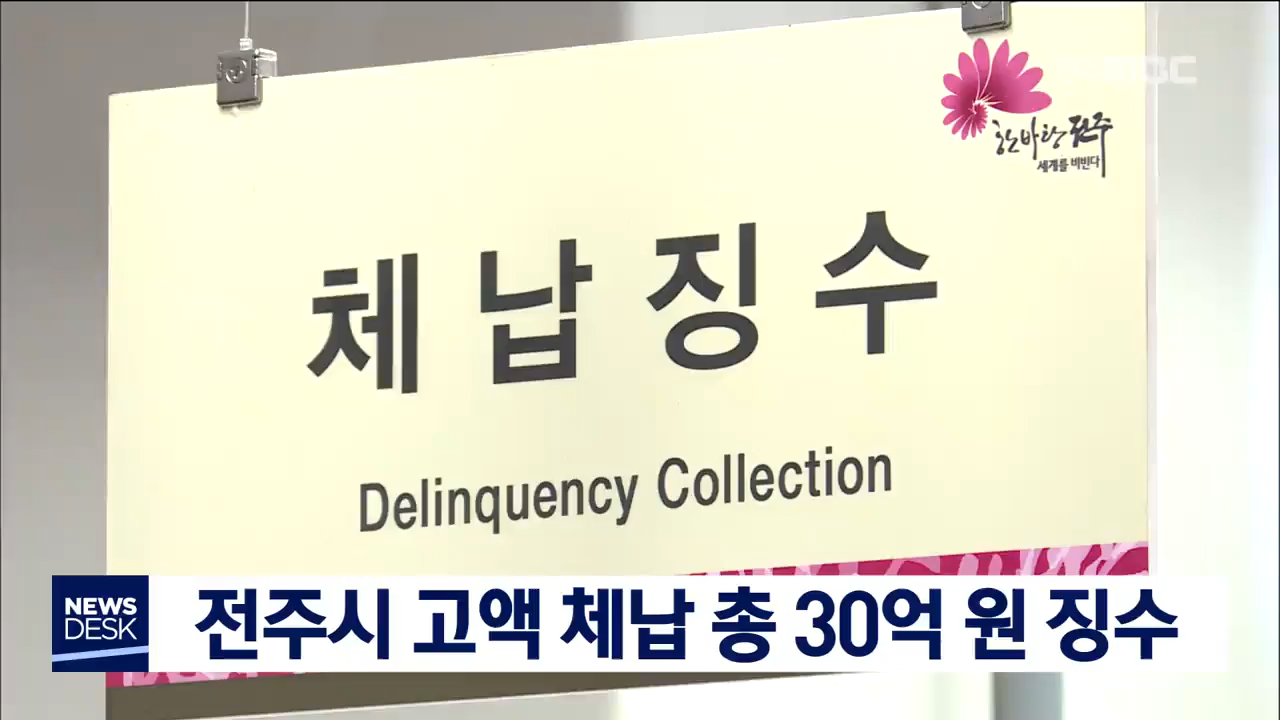 MBC
한바탕 전주
세계를 비빈다
체납징수
Delinquency Collection
NEWS
DESK
전주시 고액 체납 총 30억 원 징수